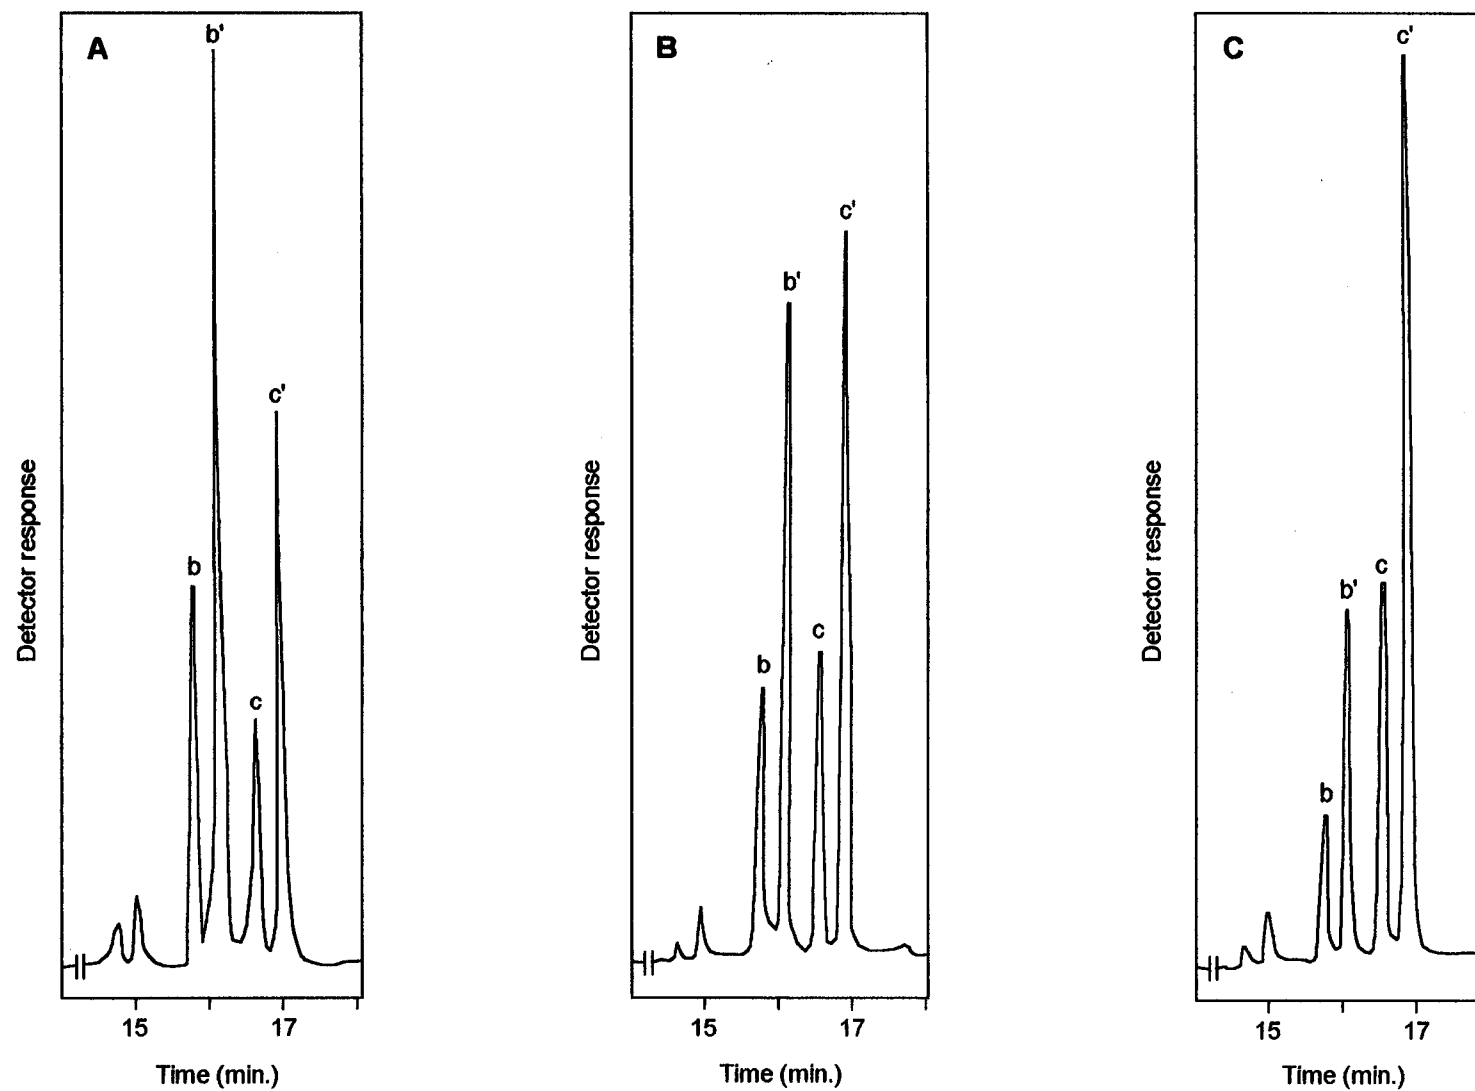 A
b'
c'
b
c
Detector response
15
17
Time (min.)
B
c'
b'
c
b
Detector response
15
17
Time (min.)
C
c'
c
b'
b
Detector response
15
17
Time (min.)